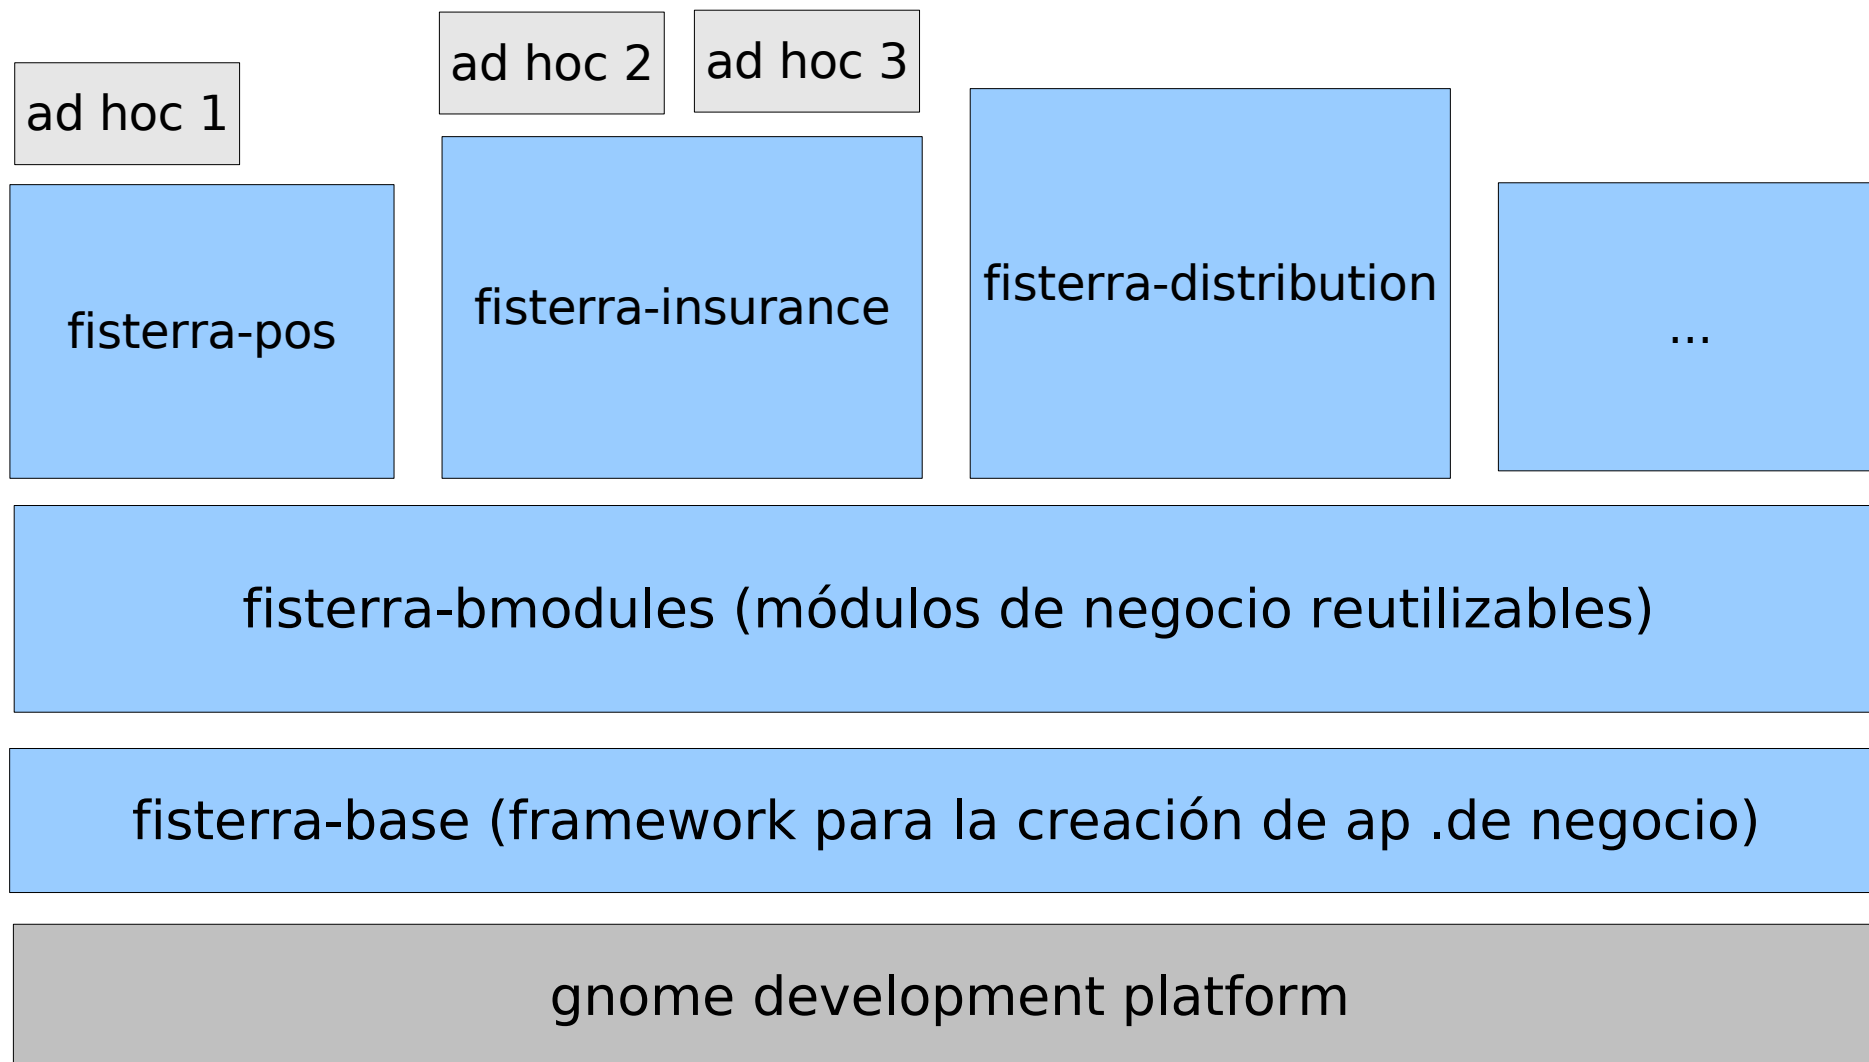 ad hoc 1
ad hoc 2
ad hoc 3
fisterra-pos
fisterra-insurance
fisterra-distribution
...
fisterra-bmodules (módulos de negocio reutilizables)
fisterra-base (framework para la creación de ap .de negocio)
gnome development platform